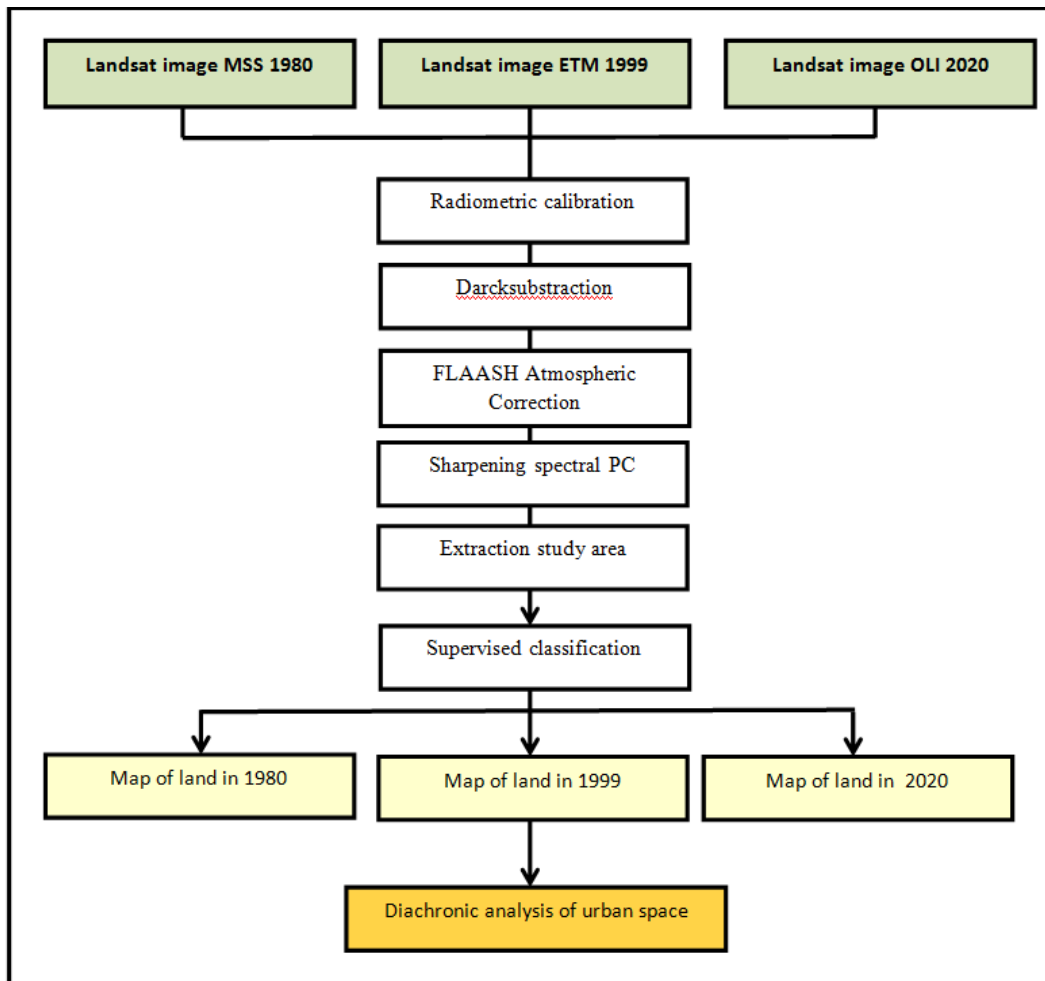 Landsat image MSS 1980
Landsat image ETM 1999
Landsat image OLI 2020
Radiometric calibration
Darcksubstraction
FLAASH Atmospheric
Correction
Sharpening spectral PC
Extraction study area
Supervised classification
Map of land in 1980
Map of land in 1999
Map of land in 2020
Diachronic analysis of urban space